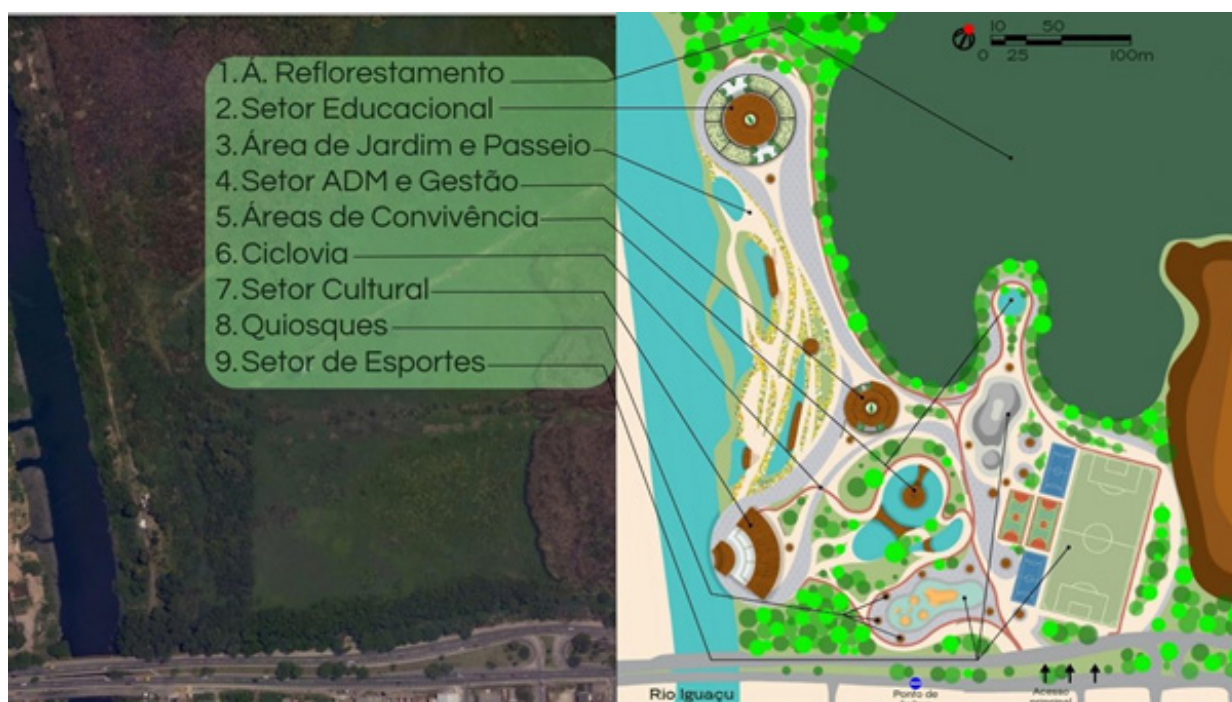 1. Á. Reflorestamento
2. Setor Educacional
3. Área de Jardim e Passeio
4. Setor ADM e Gestão
5. Áreas de Convivência
6. Ciclovia
7. Setor Cultural
8. Quiosques
9. Setor de Esportes
10 50
0 25 100m
Rio Iguaçu
Ponto de
Acesso